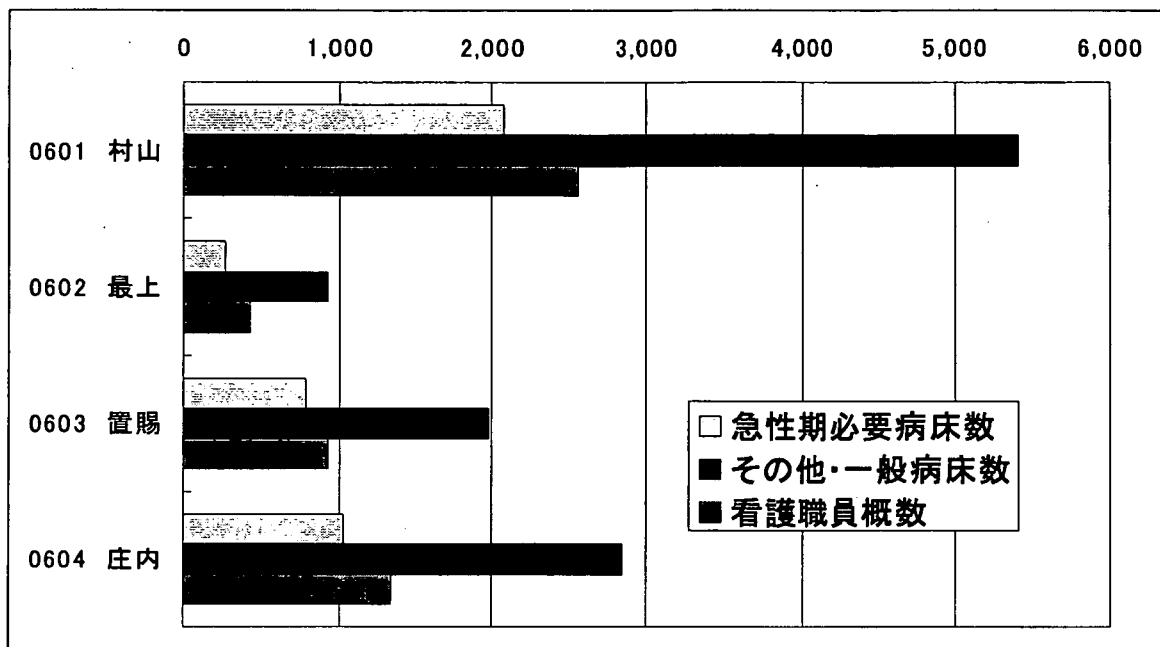 0 1,000 2,000 3,000 4,000 5,000 6,000
0601 村山
0602 最上
0603 置賜
0604 庄内
急性期必要病床数
その他・一般病床数
看護職員概数